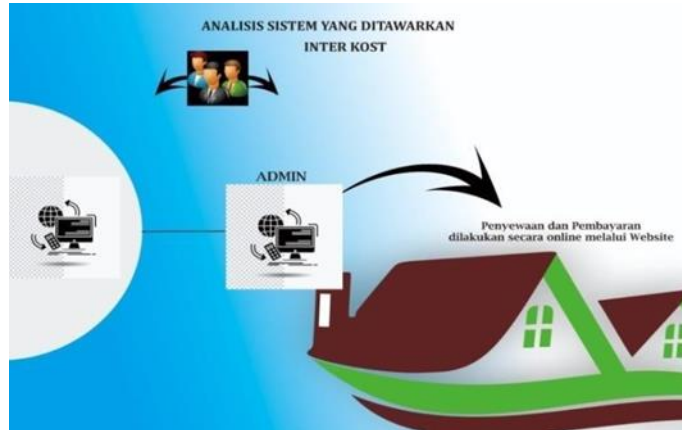 ANALISIS SISTEM YANG DITAWARKAN
INTER KOST
ADMIN
Penyewaan dan Pembayaran
dilakukan secara online melalui Website